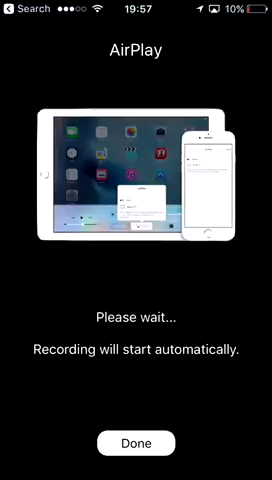 Search 19:57 10%
AirPlay
Please wait...
Recording will start automatically.
Done